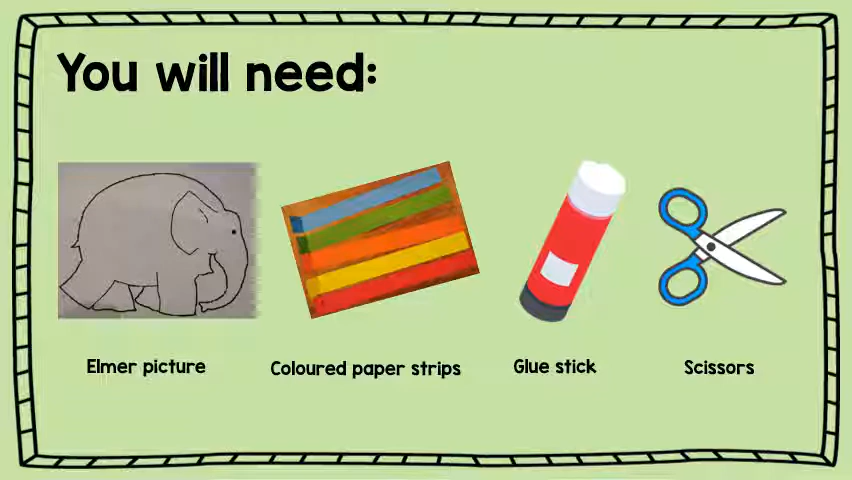 You will need:
Elmer picture
Coloured paper strips
Glue stick
Scissors